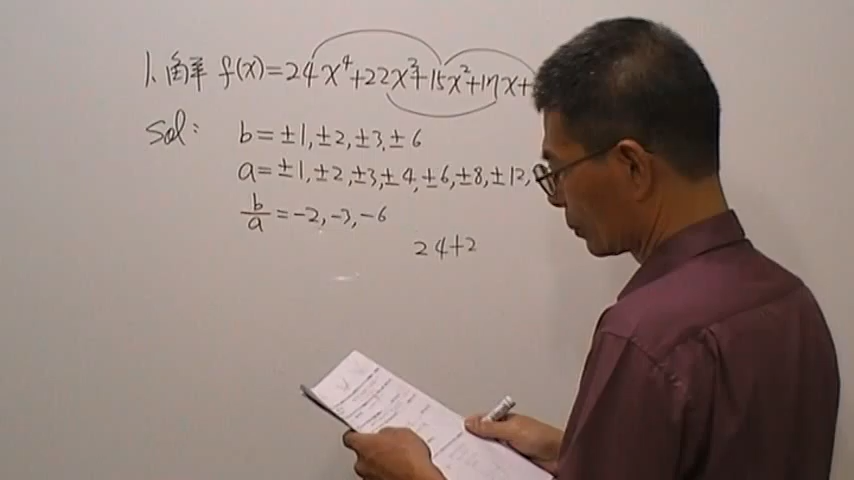 1. 解 f(x)=24x⁴+22x³+15x²+17x+
Sol: b=±1,±2,±3,±6
a=±1,±2,±3,±4,±6,±8,±12,
b/a=-2,-3,-6
24+2